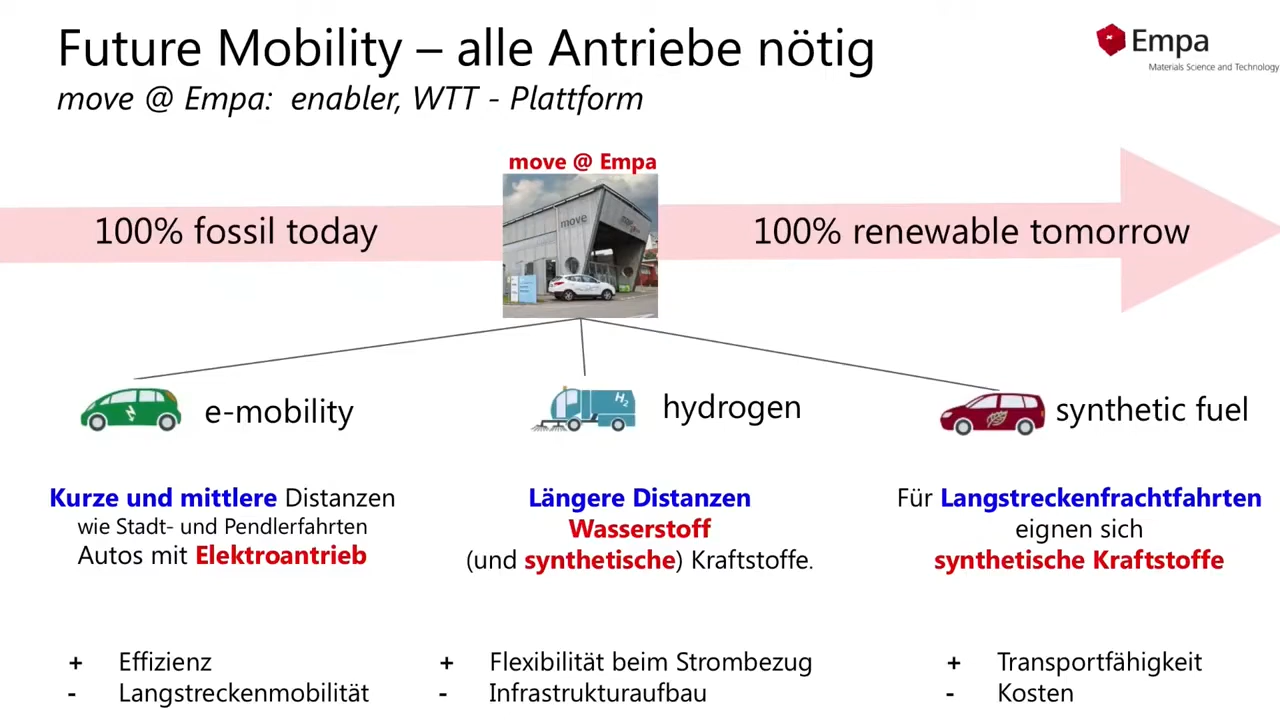 Future Mobility – alle Antriebe nötig
move @ Empa: enabler, WTT - Plattform
Empa
Materials Science and Technology
move @ Empa
100% fossil today
move
100% renewable tomorrow
e-mobility
H2
hydrogen
synthetic fuel
Kurze und mittlere Distanzen
wie Stadt- und Pendlerfahrten
Autos mit Elektroantrieb
Längere Distanzen
Wasserstoff
(und synthetische) Kraftstoffe.
Für Langstreckenfrachtfahrten
eignen sich
synthetische Kraftstoffe
+ Effizienz
- Langstreckenmobilität
+ Flexibilität beim Strombezug
- Infrastrukturaufbau
+ Transportfähigkeit
- Kosten